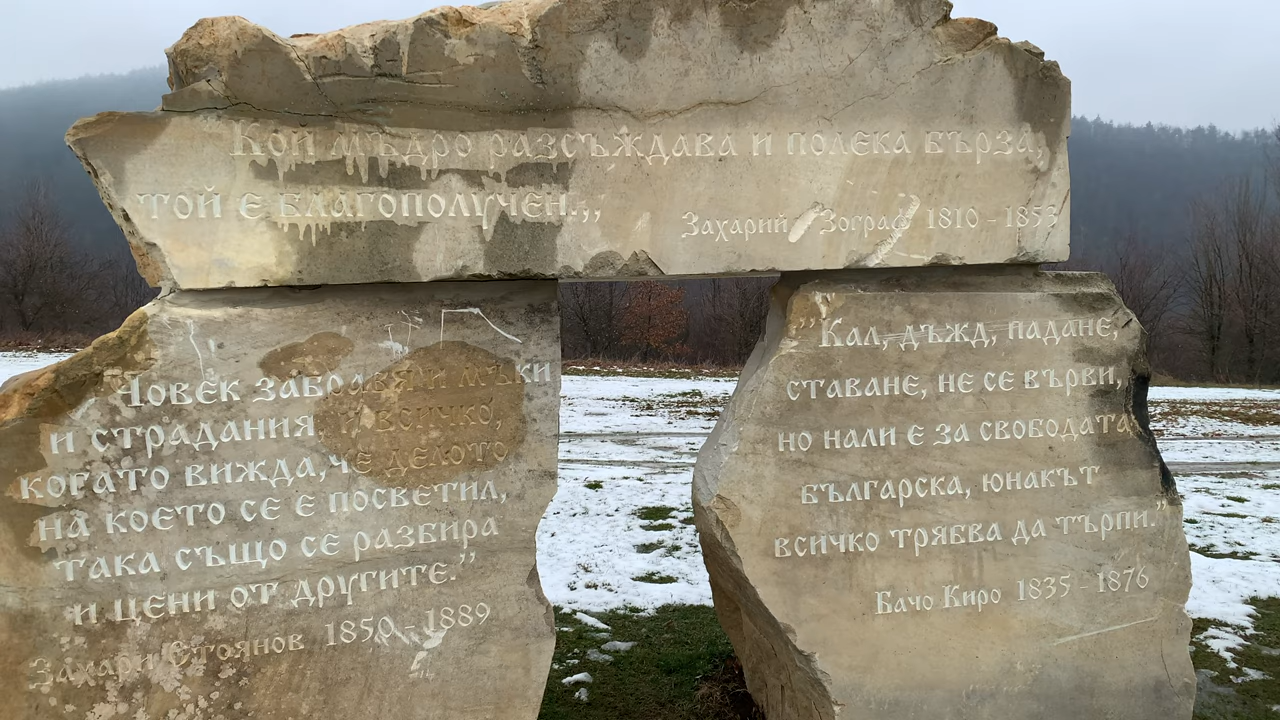 Кой мъдро разсъждава и полека бърза,
той е благополучен.„
Захарий Зограф 1810 - 1853
Човек забравя ли мъки
и страдания и всичко,
когато вижда, че делото
на което се е посветил,
така също се разбира
и цени от другите.”
Захари Стоянов 1850 - 1889
”Кал, дъжд, падане,
ставане, не се върви,
но нали е за свободата
българска, юнакът
всичко трябва да търпи.”
Бачо Киро 1835 - 1876